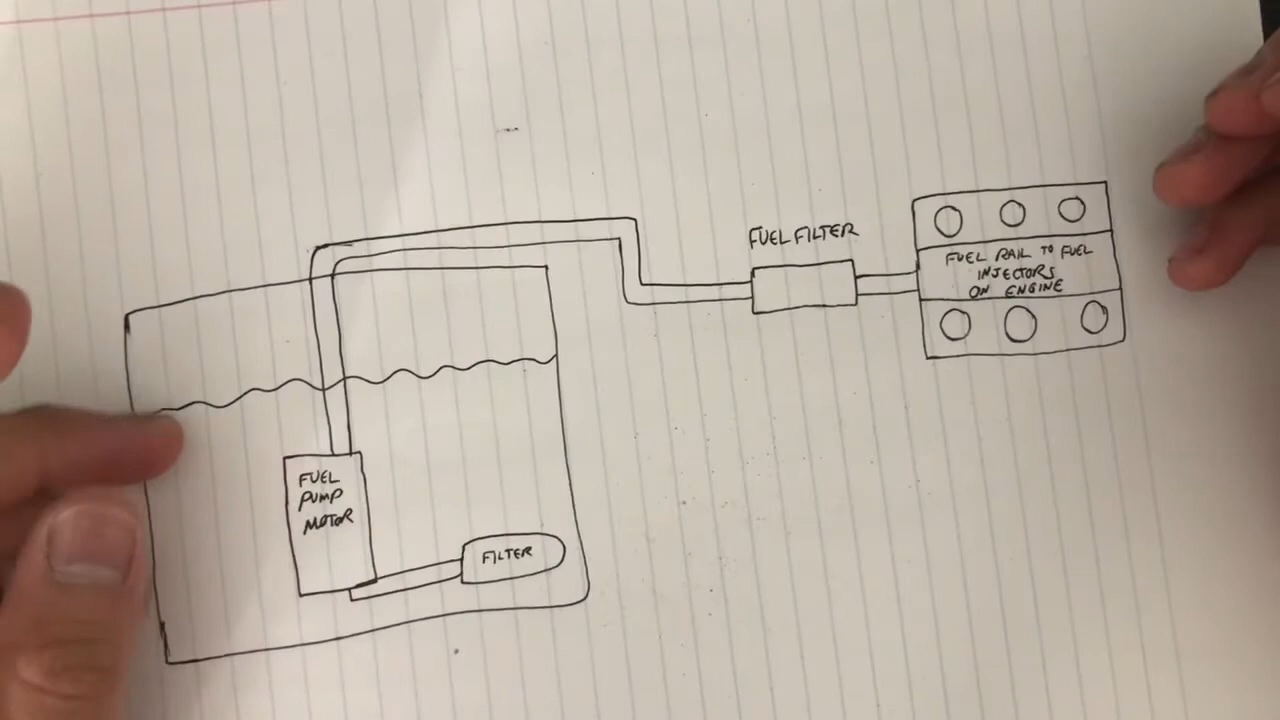 FUEL FILTER
FUEL RAIL TO FUEL
INJECTORS
ON ENGINE
FUEL
PUMP
MOTOR
FILTER